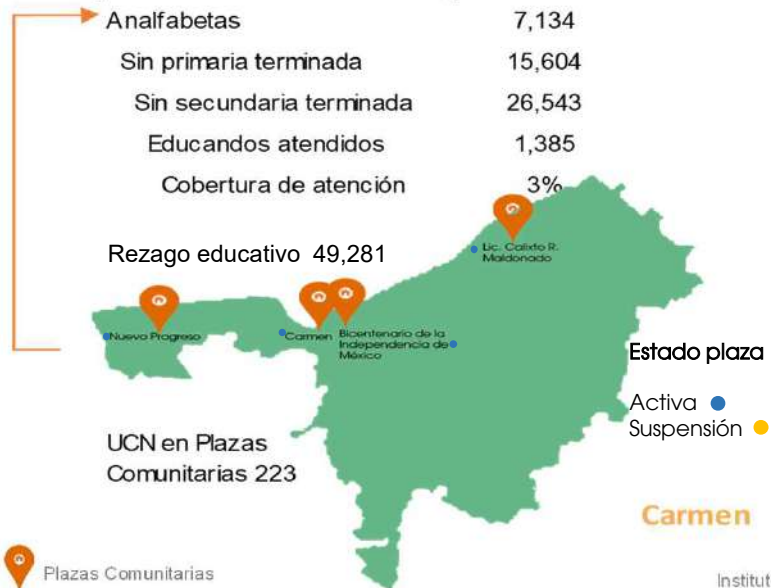 Analfabetas 7,134
Sin primaria terminada 15,604
Sin secundaria terminada 26,543
Educandos atendidos 1,385
Cobertura de atención 3%
Rezago educativo 49,281
Lic. Calixto R.
Maldonado
Nuevo Progreso
Carmen
Bicentenario de la
Independencia de
México
Estado plaza
Activa
Suspensión
UCN en Plazas
Comunitarias 223
Carmen
Plazas Comunitarias
Institut